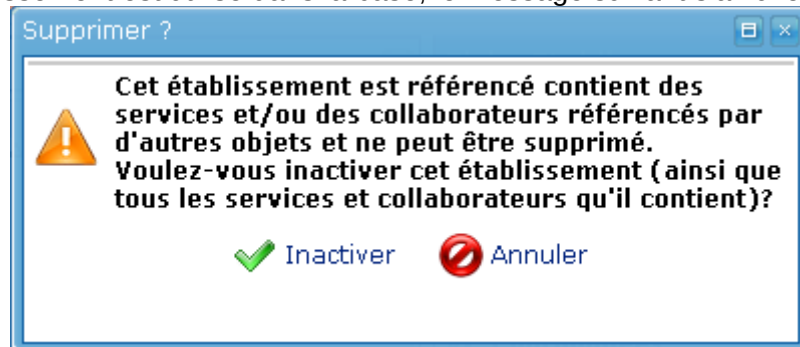 Supprimer ?
Cet établissement est référencé contient des
services et/ou des collaborateurs référencés par
d'autres objets et ne peut être supprimé.
Voulez-vous inactiver cet établissement (ainsi que
tous les services et collaborateurs qu'il contient)?
Inactiver Annuler